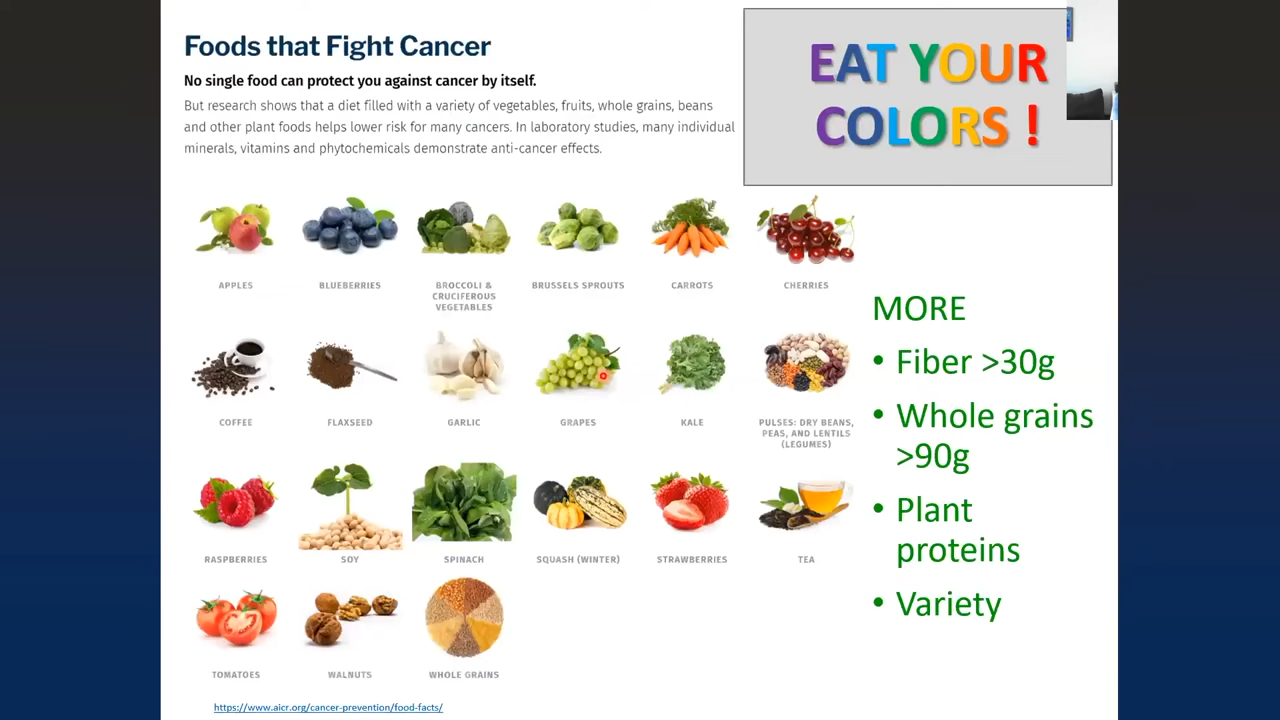 Foods that Fight Cancer
No single food can protect you against cancer by itself.
But research shows that a diet filled with a variety of vegetables, fruits, whole grains, beans
and other plant foods helps lower risk for many cancers. In laboratory studies, many individual
minerals, vitamins and phytochemicals demonstrate anti-cancer effects.
EAT YOUR
COLORS !
APPLES
BLUEBERRIES
BROCCOLI &
CRUCIFEROUS
VEGETABLES
BRUSSELS SPROUTS
CARROTS
CHERRIES
COFFEE
FLAXSEED
GARLIC
GRAPES
KALE
PULSES: DRY BEANS,
PEAS, AND LENTILS
(LEGUMES)
RASPBERRIES
SOY
SPINACH
SQUASH (WINTER)
STRAWBERRIES
TEA
TOMATOES
WALNUTS
WHOLE GRAINS
MORE
• Fiber >30g
• Whole grains
>90g
• Plant
proteins
• Variety
https://www.aicr.org/cancer-prevention/food-facts/